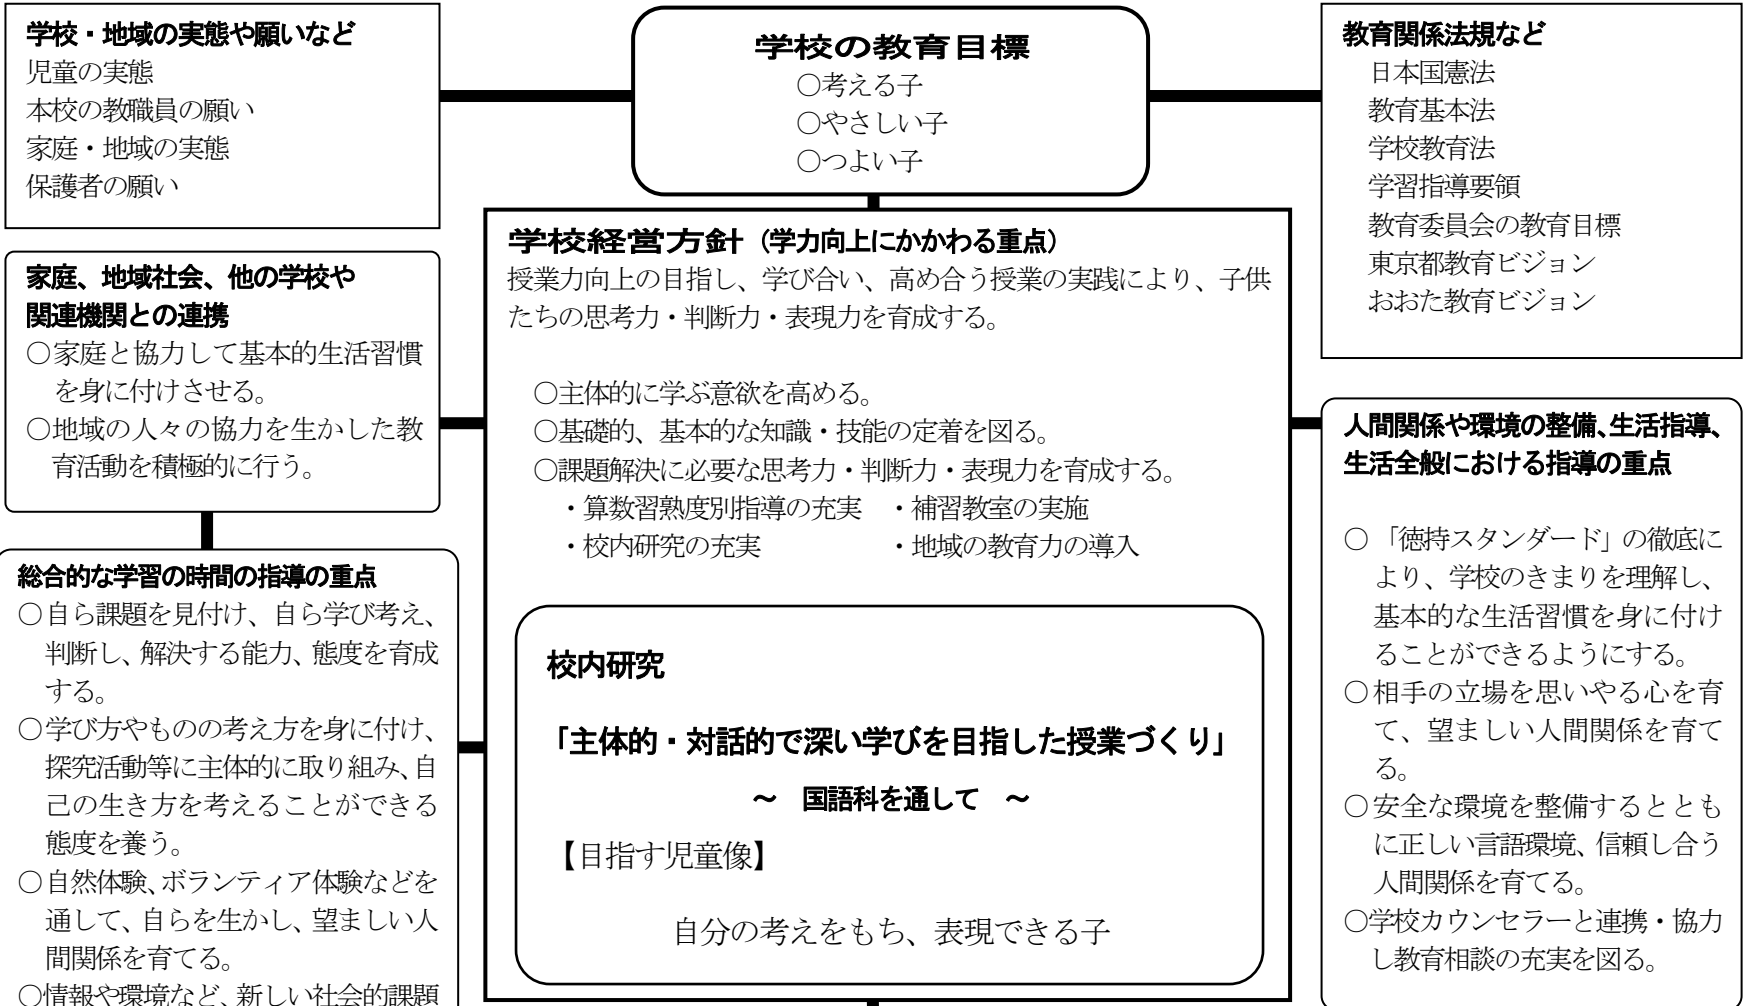 学校・地域の実態や願いなど
児童の実態
本校の教職員の願い
家庭・地域の実態
保護者の願い
学校の教育目標
○考える子
○やさしい子
○つよい子
教育関係法規など
日本国憲法
教育基本法
学校教育法
学習指導要領
教育委員会の教育目標
東京都教育ビジョン
おおた教育ビジョン
家庭、地域社会、他の学校や
関連機関との連携
○家庭と協力して基本的生活習慣
を身に付けさせる。
○地域の人々の協力を生かした教
育活動を積極的に行う。
学校経営方針（学力向上にかかわる重点）
授業力向上の目指し、学び合い、高め合う授業の実践により、子供
たちの思考力・判断力・表現力を育成する。
○主体的に学ぶ意欲を高める。
○基礎的、基本的な知識・技能の定着を図る。
○課題解決に必要な思考力・判断力・表現力を育成する。
・算数習熟度別指導の充実　・補習教室の実施
・校内研究の充実　・地域の教育力の導入
校内研究
「主体的・対話的で深い学びを目指した授業づくり」
～　国語科を通して　～
【目指す児童像】
自分の考えをもち、表現できる子
人間関係や環境の整備、生活指導、
生活全般における指導の重点
○「徳持スタンダード」の徹底に
より、学校のきまりを理解し、
基本的な生活習慣を身に付け
ることができるようにする。
○相手の立場を思いやる心を育
て、望ましい人間関係を育て
る。
○安全な環境を整備するととも
に正しい言語環境、信頼し合う
人間関係を育てる。
○学校カウンセラーと連携・協力
し教育相談の充実を図る。
総合的な学習の時間の指導の重点
○自ら課題を見付け、自ら学び考え、
判断し、解決する能力、態度を育成
する。
○学び方やものの考え方を身に付け、
探究活動等に主体的に取り組み、自
己の生き方を考えることができる
態度を養う。
○自然体験、ボランティア体験などを
通して、自らを生かし、望ましい人
間関係を育てる。
○情報や環境など、新しい社会的課題